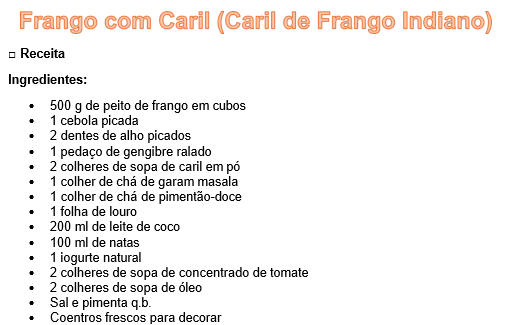 Frango com Caril (Caril de Frango Indiano)
□ Receita
Ingredientes:
• 500 g de peito de frango em cubos
• 1 cebola picada
• 2 dentes de alho picados
• 1 pedaço de gengibre ralado
• 2 colheres de sopa de caril em pó
• 1 colher de chá de garam masala
• 1 colher de chá de pimentão-doce
• 1 folha de louro
• 200 ml de leite de coco
• 100 ml de natas
• 1 iogurte natural
• 2 colheres de sopa de concentrado de tomate
• 2 colheres de sopa de óleo
• Sal e pimenta q.b.
• Coentros frescos para decorar